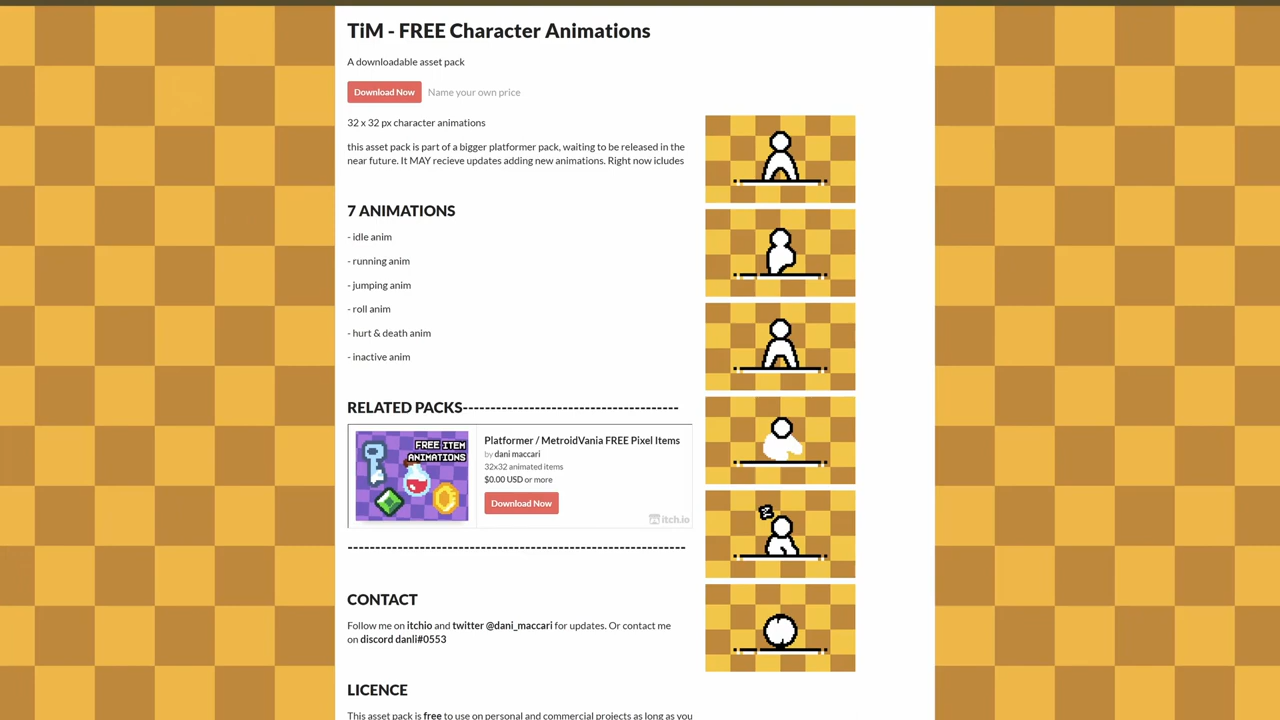 TiM - FREE Character Animations
A downloadable asset pack
Download Now
Name your own price
32 x 32 px character animations
this asset pack is part of a bigger platformer pack, waiting to be released in the
near future. It MAY recieve updates adding new animations. Right now icludes
7 ANIMATIONS
- idle anim
- running anim
- jumping anim
- roll anim
- hurt & death anim
- inactive anim
RELATED PACKS---------------------------------------
FREE ITEM
ANIMATIONS
Platformer / MetroidVania FREE Pixel Items
by dani maccari
32x32 animated items
$0.00 USD or more
Download Now
itch.io
-------------------------------------------------------------
CONTACT
Follow me on itchio and twitter @dani_maccari for updates. Or contact me
on discord danli#0553
LICENCE
This asset pack is free to use on personal and commercial projects as long as you